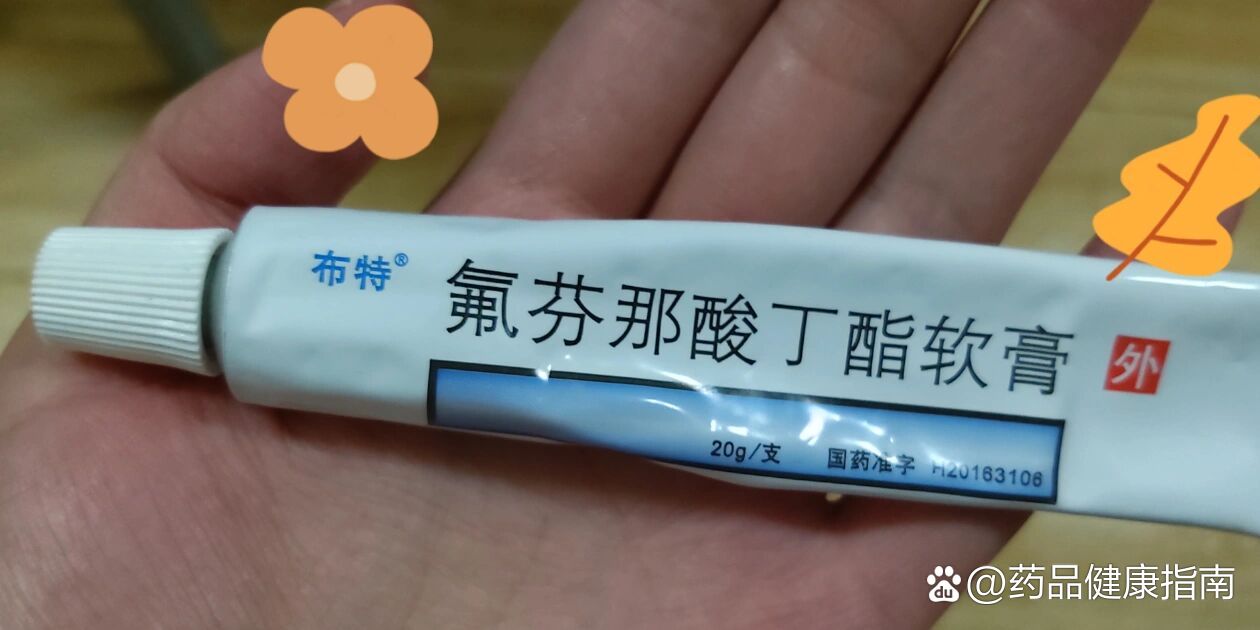 布特®
氟芬那酸丁酯软膏 外
20g/支 国药准字 H20163106
du @药品健康指南